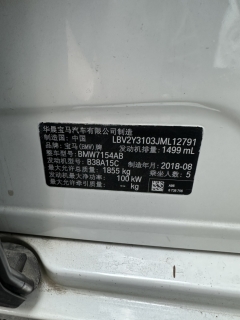 华晨宝马汽车有限公司制造
制造国：中国 LBV2Y3103JML12791
品牌：宝马(BMW)牌 发动机排量：1499 mL
型号：BMW7154AB
发动机型号：B38A15C 制造年月：2018-08
最大允许总质量：1855 kg 乘坐人数：5
发动机最大净功率：100 kW
最大允许牵引质量：-- kg